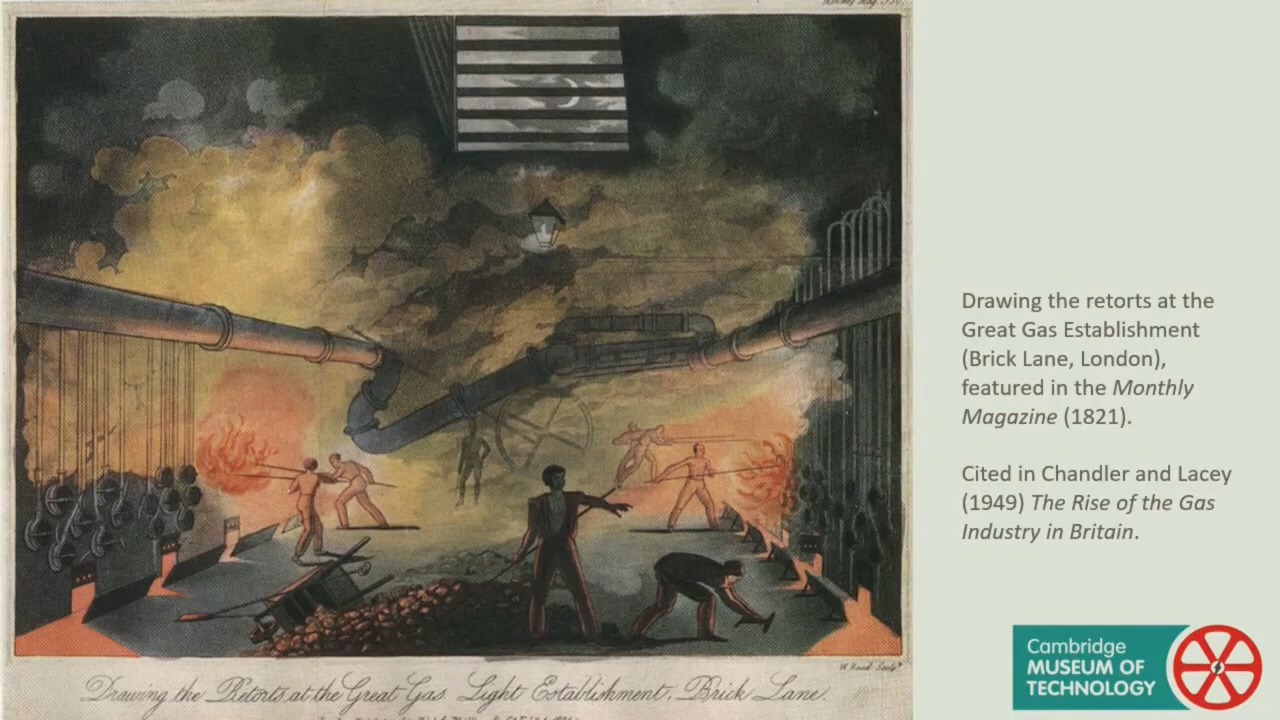 Drawing the Retorts at the Great Gas Light Establishment, Brick Lane.
Drawing the retorts at the
Great Gas Establishment
(Brick Lane, London),
featured in the Monthly
Magazine (1821).
Cited in Chandler and Lacey
(1949) The Rise of the Gas
Industry in Britain.
Cambridge
MUSEUM OF
TECHNOLOGY